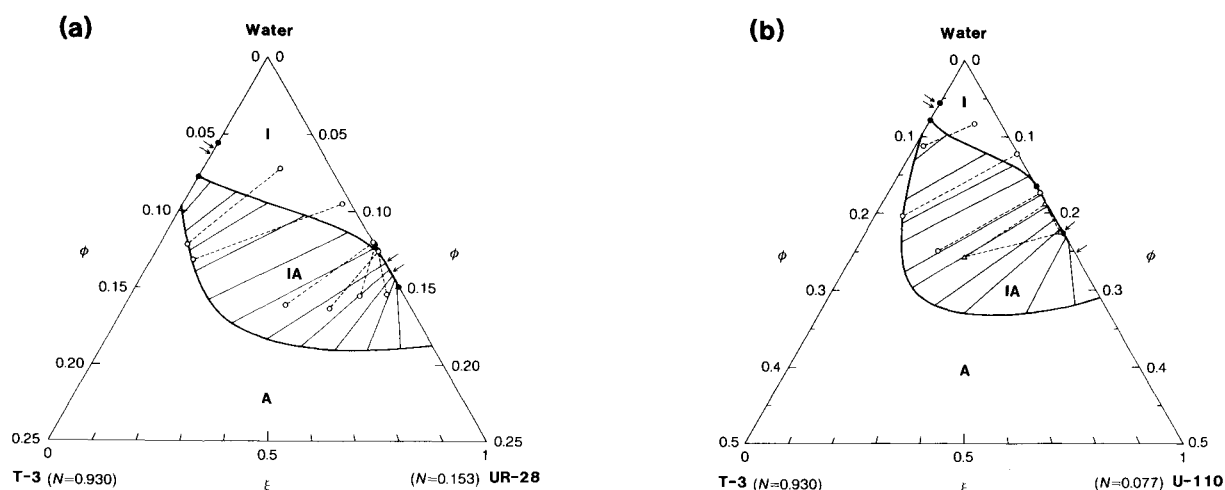 (a)
Water
0 0
I
0.05 0.05
0.10 0.10
ϕ ϕ
IA
0.15 0.15
0.20 0.20
A
0.25 0.25
0 0.5 1
T-3 (N=0.930) ξ (N=0.153) UR-28
(b)
Water
0 0
I
0.1 0.1
0.2 0.2
ϕ ϕ
IA
0.3 0.3
A
0.4 0.4
0.5 0.5
0 0.5 1
T-3 (N=0.930) ξ (N=0.077) U-110